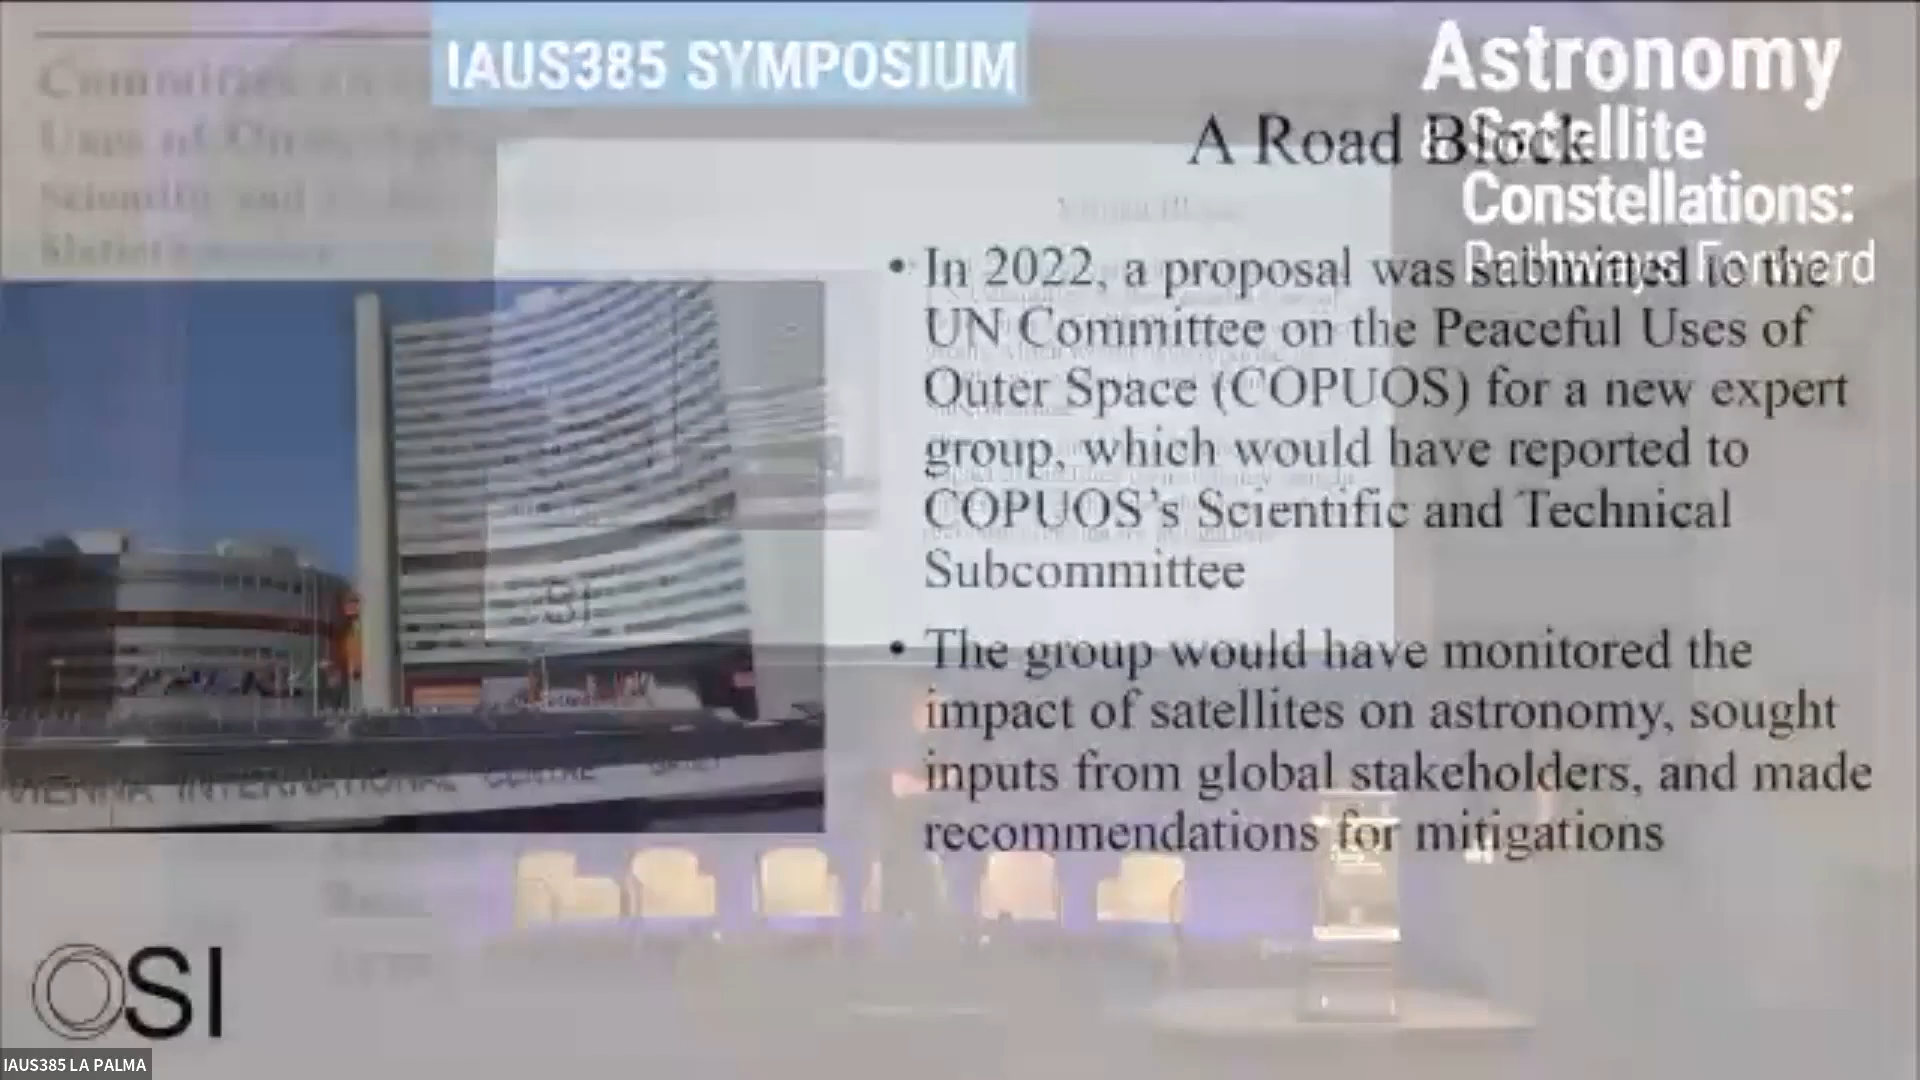 IAUS385 SYMPOSIUM
Astronomy
Satellite
Constellations:
Pathways Forward
A Road Block
• In 2022, a proposal was submitted to the
UN Committee on the Peaceful Uses of
Outer Space (COPUOS) for a new expert
group, which would have reported to
COPUOS’s Scientific and Technical
Subcommittee
• The group would have monitored the
impact of satellites on astronomy, sought
inputs from global stakeholders, and made
recommendations for mitigations
VIENNA INTERNATIONAL CENTRE
OSI
IAUS385 LA PALMA